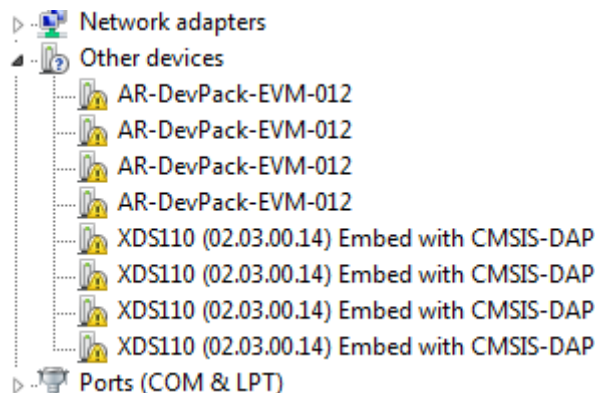 Network adapters
Other devices
AR-DevPack-EVM-012
AR-DevPack-EVM-012
AR-DevPack-EVM-012
AR-DevPack-EVM-012
XDS110 (02.03.00.14) Embed with CMSIS-DAP
XDS110 (02.03.00.14) Embed with CMSIS-DAP
XDS110 (02.03.00.14) Embed with CMSIS-DAP
XDS110 (02.03.00.14) Embed with CMSIS-DAP
Ports (COM & LPT)